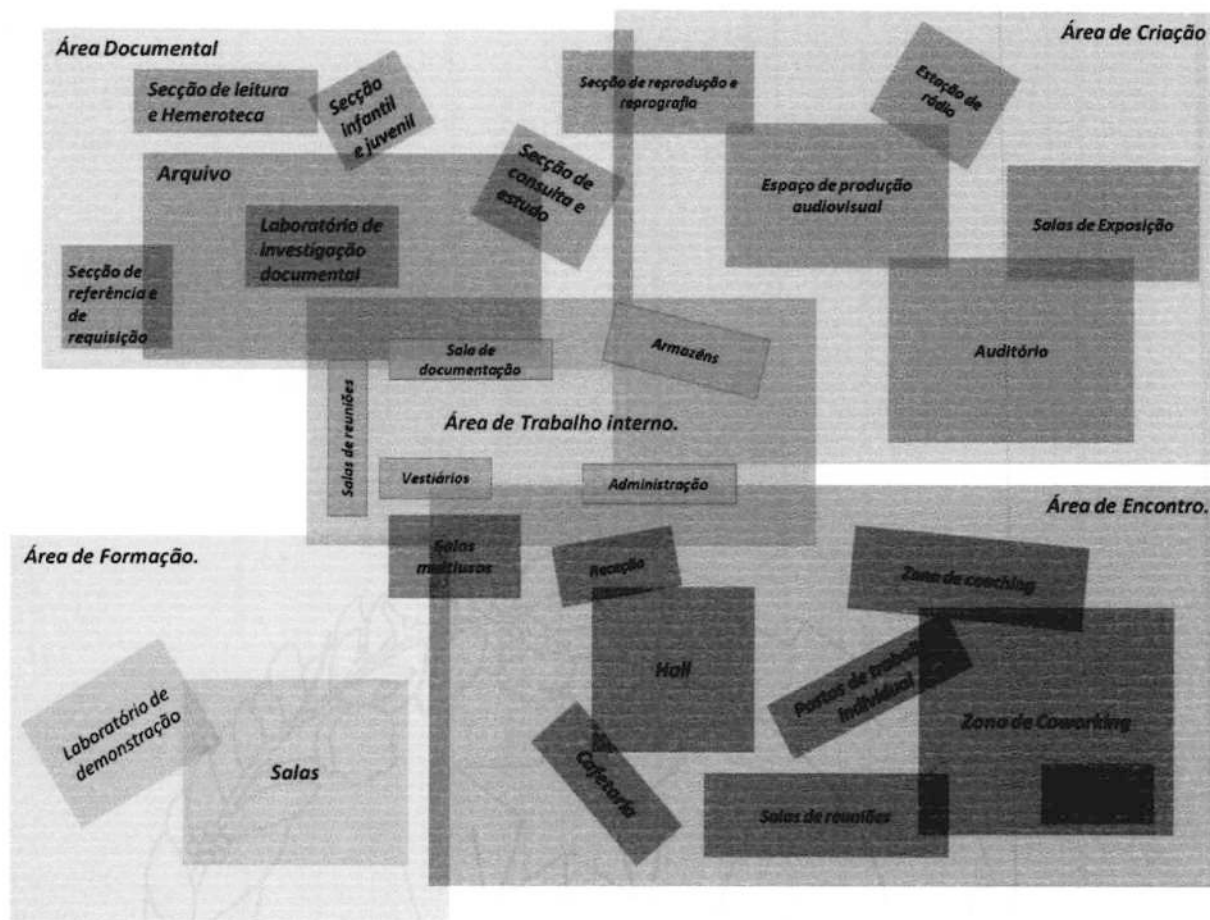 Área Documental
Secção de leitura
e Hemeroteca
Secção
infantil
e juvenil
Arquivo
Laboratório de
investigação
documental
Secção de
consulta e
estudo
Secção de
referência e
de
requisição
Secção de reprodução e
reprografia
Área de Criação
Estação de
rádio
Espaço de produção
audiovisual
Salas de Exposição
Auditório
Sala de
documentação
Armazéns
Área de Trabalho interno.
Salas de reuniões
Vestiários
Administração
Área de Formação.
Salas
multiusos
Laboratório de
demonstração
Salas
Área de Encontro.
Receção
Zona de coaching
Hall
Postos de trabalho
individual
Zona de Coworking
Cafetaria
Salas de reuniões